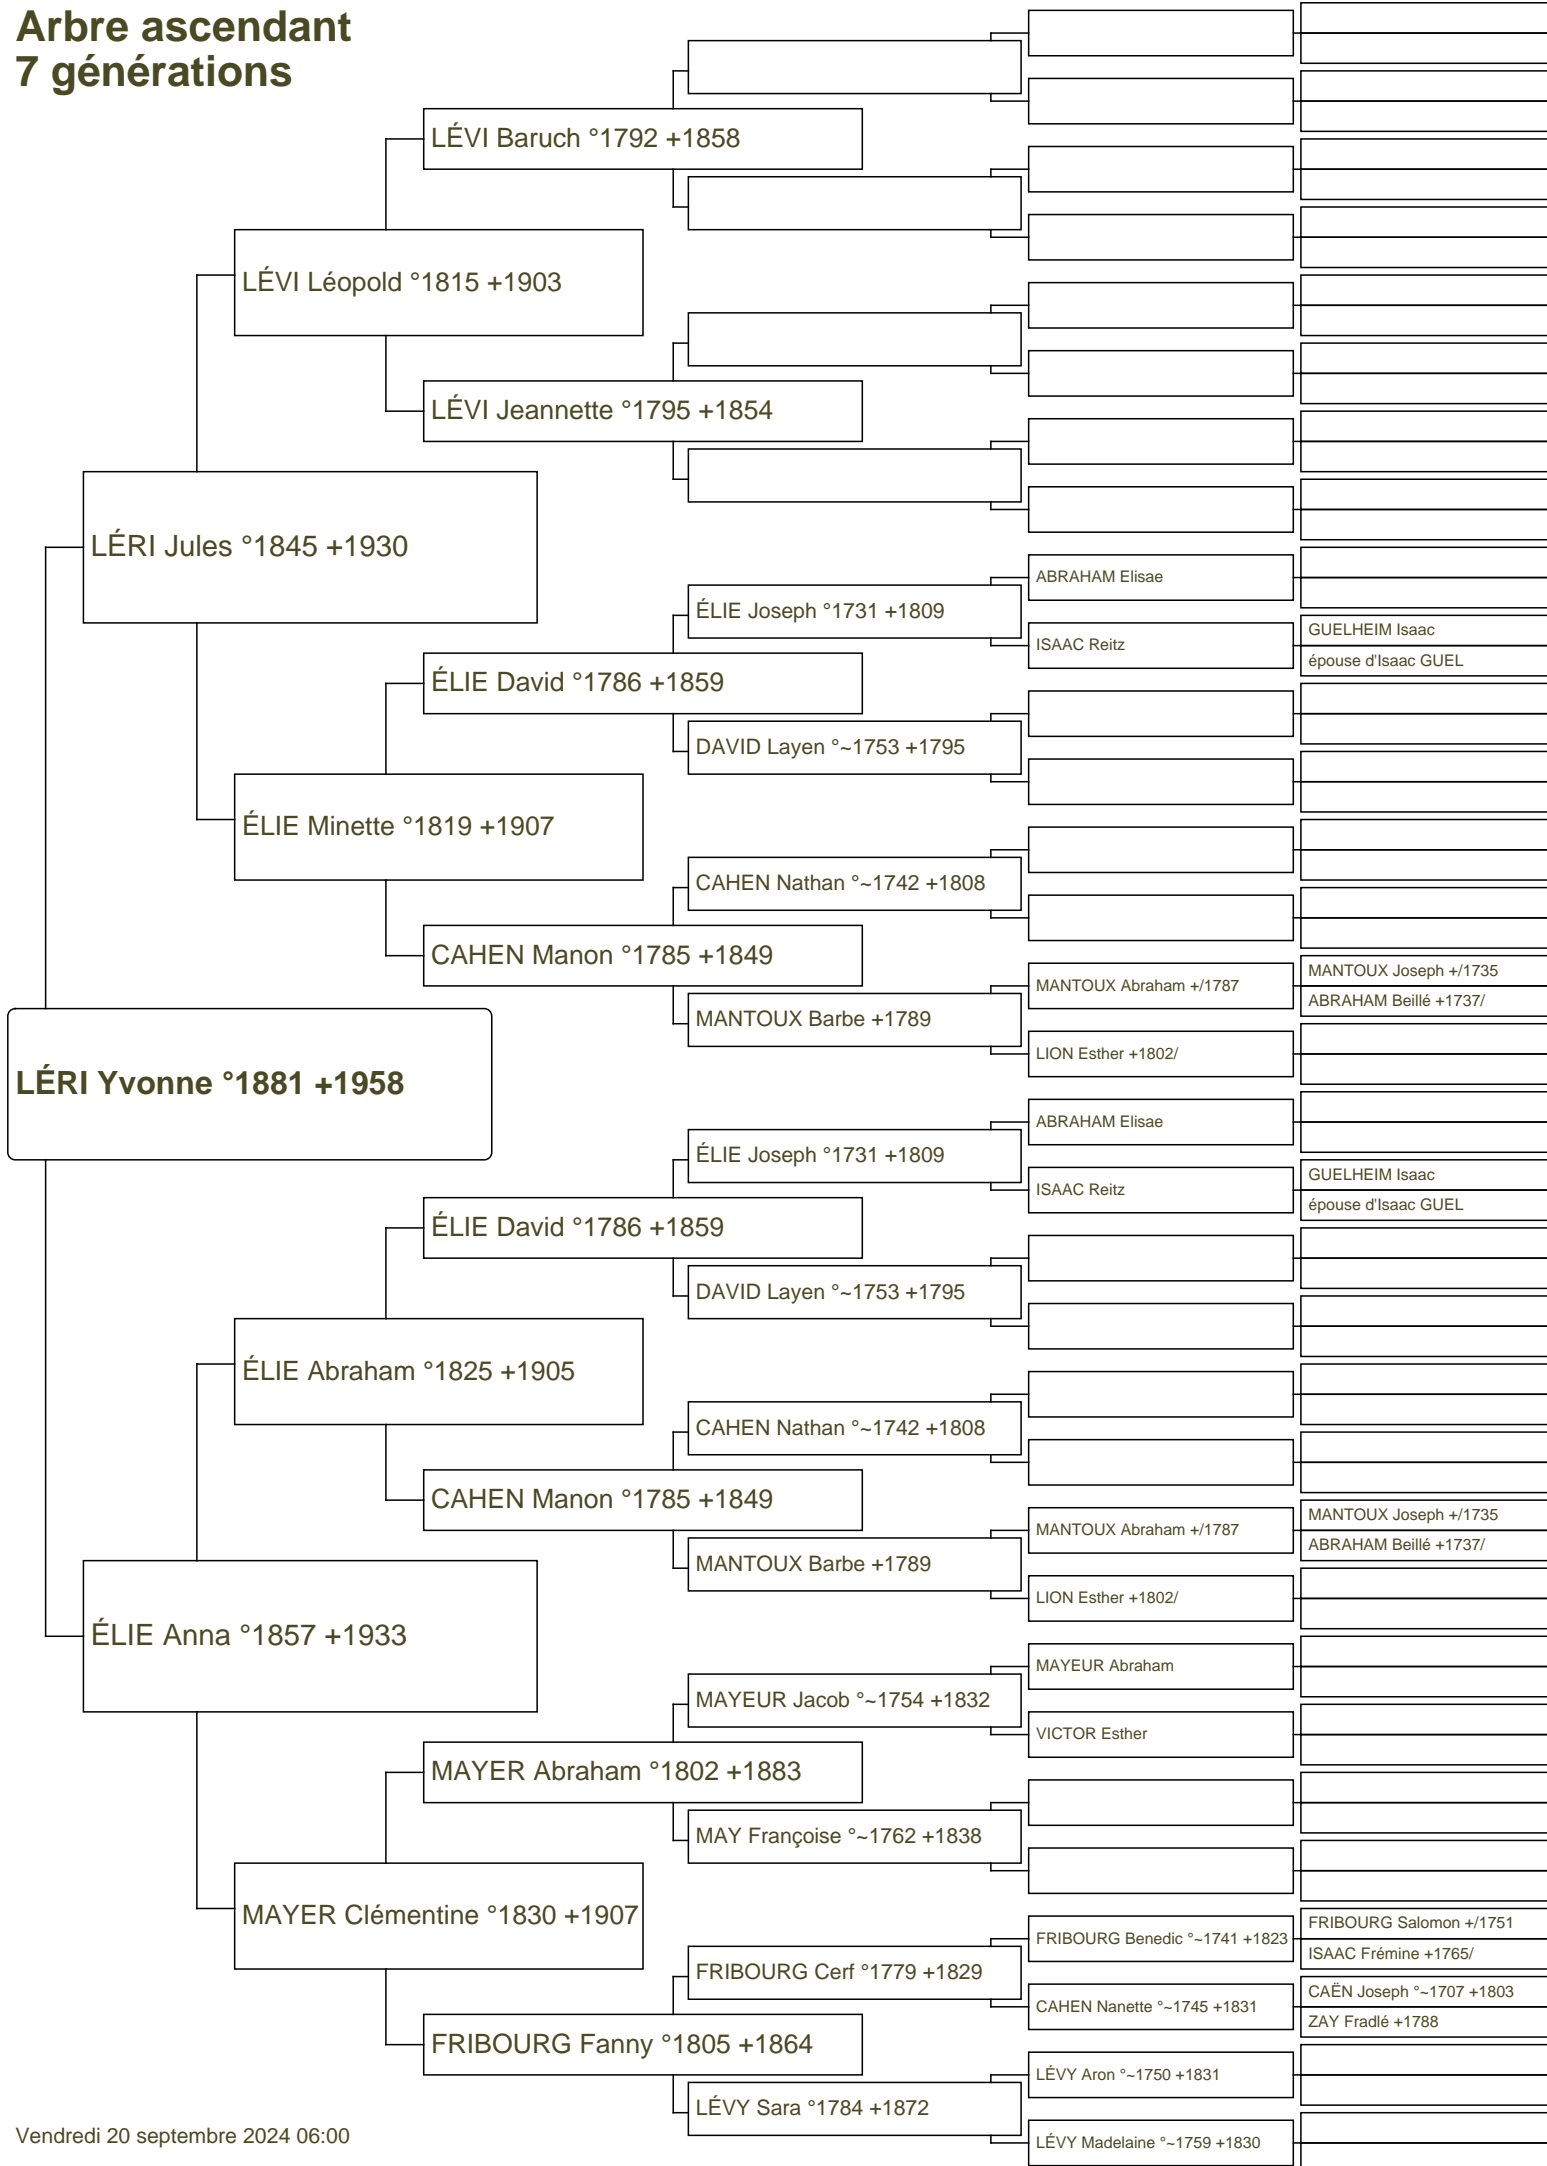 Arbre ascendant
7 générations
LÉVI Baruch °1792 +1858
LÉVI Léopold °1815 +1903
LÉVI Jeannette °1795 +1854
LÉRI Jules °1845 +1930
ABRAHAM Elisae
ÉLIE Joseph °1731 +1809
ISAAC Reitz
GUELHEIM Isaac
épouse d'Isaac GUEL
ÉLIE David °1786 +1859
DAVID Layen °~1753 +1795
ÉLIE Minette °1819 +1907
CAHEN Nathan °~1742 +1808
CAHEN Manon °1785 +1849
MANTOUX Abraham +/1787
MANTOUX Joseph +/1735
ABRAHAM Beillé +1737/
MANTOUX Barbe +1789
LION Esther +1802/
LÉRI Yvonne °1881 +1958
ABRAHAM Elisae
ÉLIE Joseph °1731 +1809
ISAAC Reitz
GUELHEIM Isaac
épouse d'Isaac GUEL
ÉLIE David °1786 +1859
DAVID Layen °~1753 +1795
ÉLIE Abraham °1825 +1905
CAHEN Nathan °~1742 +1808
CAHEN Manon °1785 +1849
MANTOUX Abraham +/1787
MANTOUX Joseph +/1735
ABRAHAM Beillé +1737/
MANTOUX Barbe +1789
LION Esther +1802/
ÉLIE Anna °1857 +1933
MAYEUR Abraham
MAYEUR Jacob °~1754 +1832
VICTOR Esther
MAYER Abraham °1802 +1883
MAY Françoise °~1762 +1838
MAYER Clémentine °1830 +1907
FRIBOURG Benedic °~1741 +1823
FRIBOURG Salomon +/1751
ISAAC Frémine +1765/
FRIBOURG Cerf °1779 +1829
CAHEN Nanette °~1745 +1831
CAËN Joseph °~1707 +1803
ZAY Fradlé +1788
FRIBOURG Fanny °1805 +1864
LÉVY Aron °~1750 +1831
LÉVY Sara °1784 +1872
LÉVY Madelaine °~1759 +1830
Vendredi 20 septembre 2024 06:00